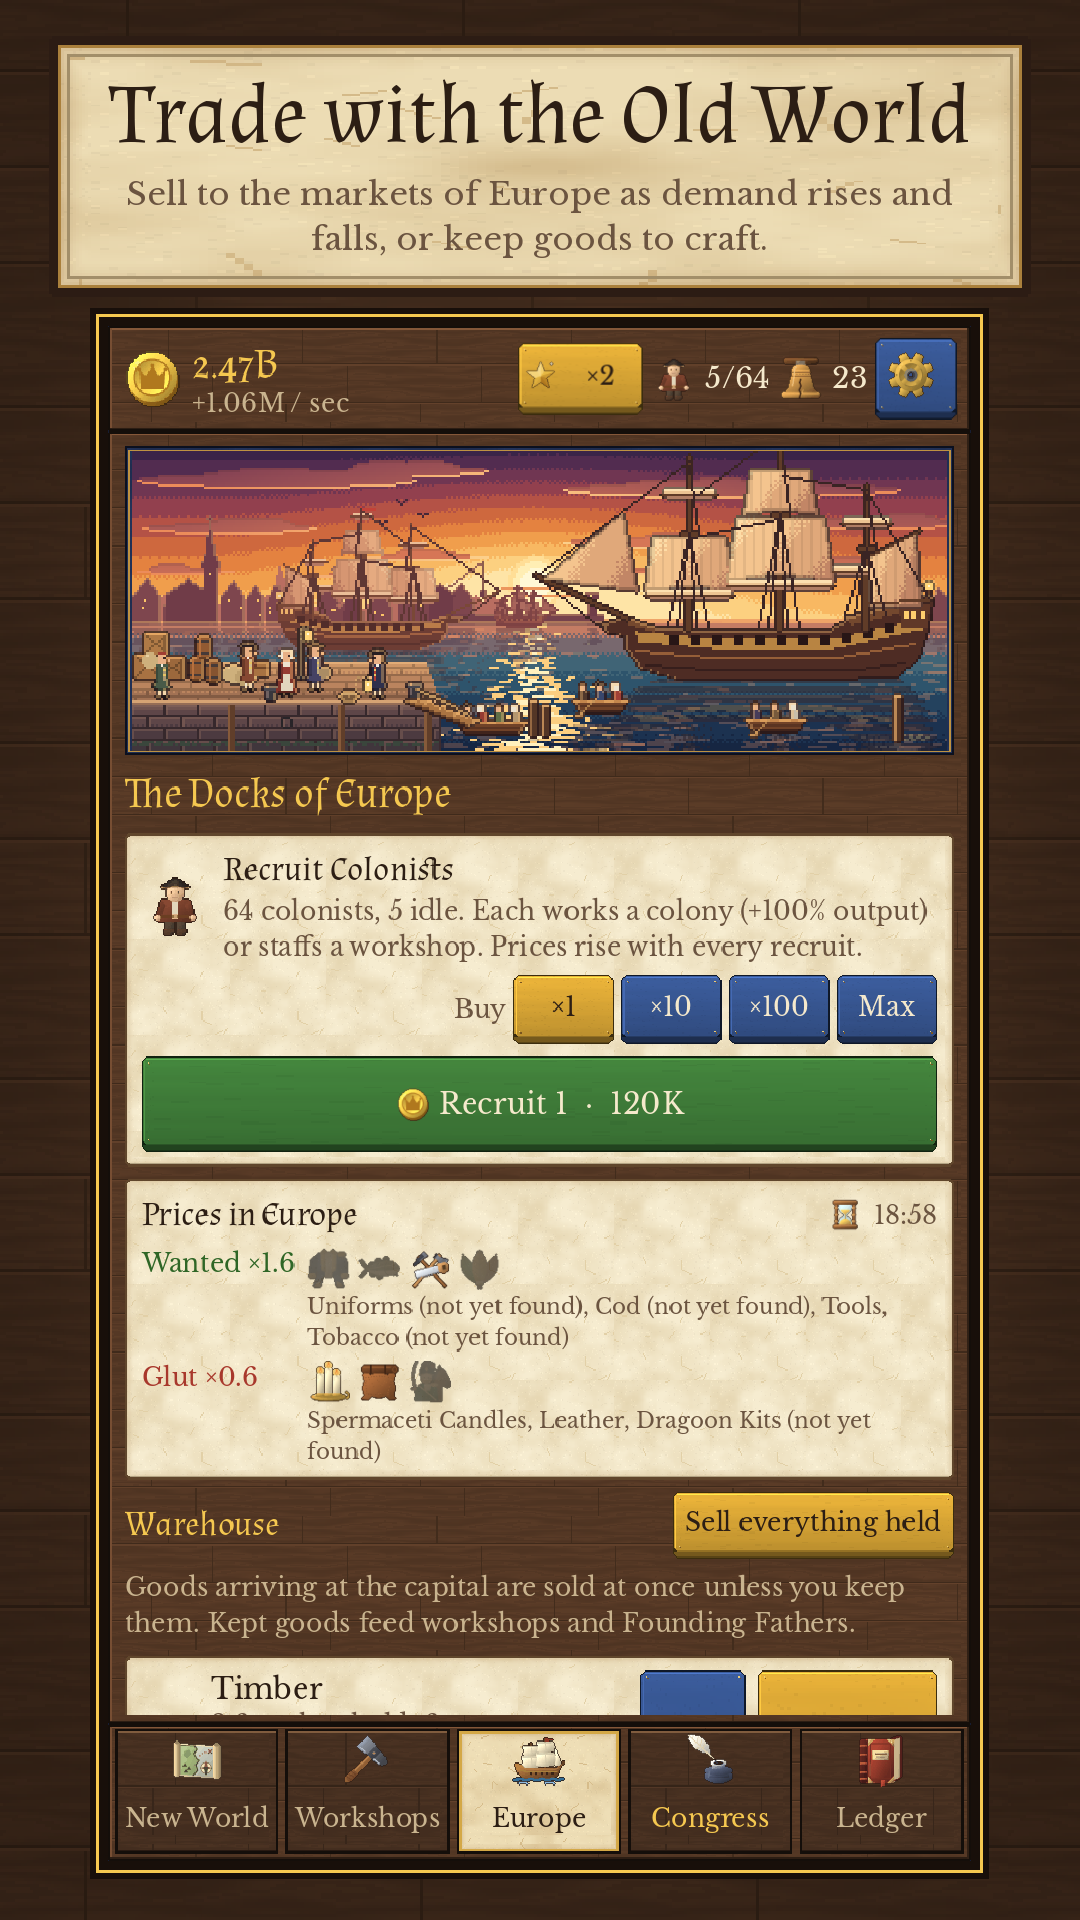 Trade with the Old World
Sell to the markets of Europe as demand rises and
falls, or keep goods to craft.
2.47B
+1.06M / sec
×2
5/64
23
The Docks of Europe
Recruit Colonists
64 colonists, 5 idle. Each works a colony (+100% output)
or staffs a workshop. Prices rise with every recruit.
Buy
×1
×10
×100
Max
Recruit 1 · 120K
Prices in Europe
18:58
Wanted ×1.6
Uniforms (not yet found), Cod (not yet found), Tools,
Tobacco (not yet found)
Glut ×0.6
Spermaceti Candles, Leather, Dragoon Kits (not yet
found)
Warehouse
Sell everything held
Goods arriving at the capital are sold at once unless you keep
them. Kept goods feed workshops and Founding Fathers.
Timber
New World
Workshops
Europe
Congress
Ledger